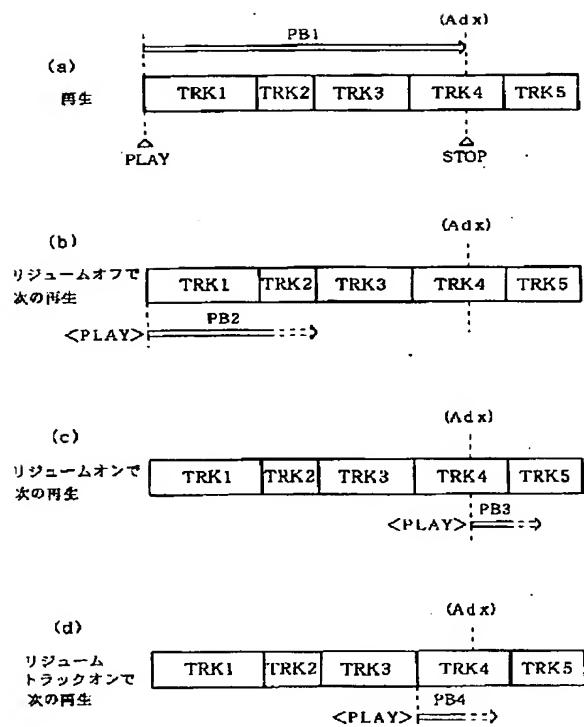 PB1
(Adx)
(a)
再生
TRK1 TRK2 TRK3 TRK4 TRK5
PLAY
STOP
(b)
(Adx)
リジュームオフで
次の再生
TRK1 TRK2 TRK3 TRK4 TRK5
<PLAY>
PB2
(c)
(Adx)
リジュームオンで
次の再生
TRK1 TRK2 TRK3 TRK4 TRK5
<PLAY>
PB3
(d)
(Adx)
リジューム
トラックオンで
次の再生
TRK1 TRK2 TRK3 TRK4 TRK5
<PLAY>
PB4